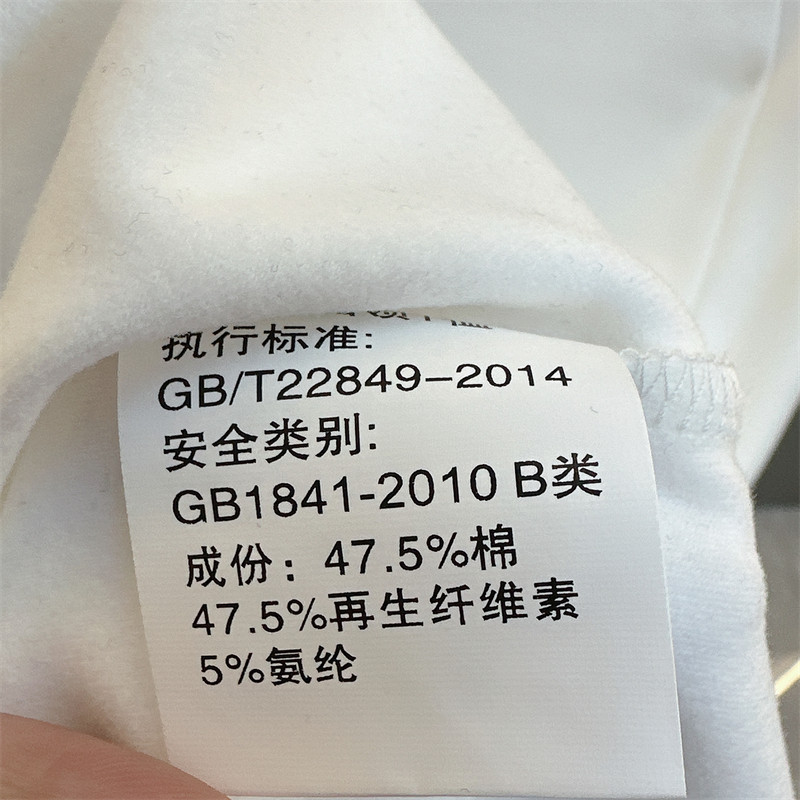 执行标准:
GB/T22849-2014
安全类别:
GB1841-2010 B类
成份：47.5%棉
47.5%再生纤维素
5%氨纶